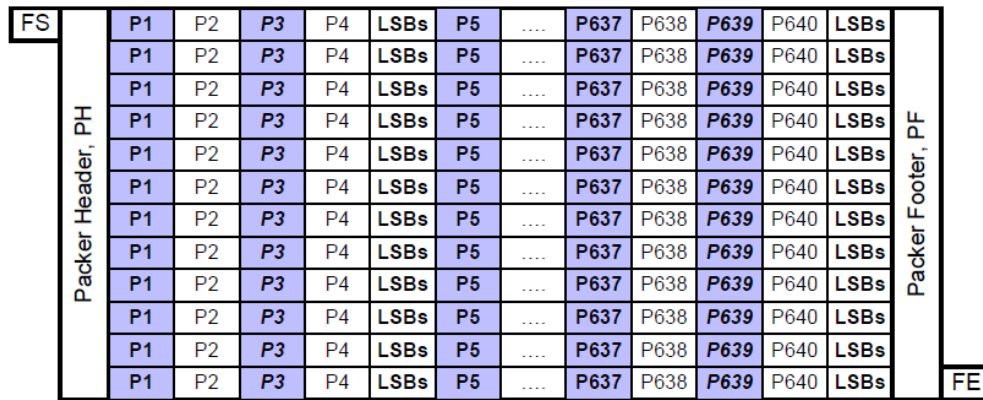 FS P1 P2 P3 P4 LSBs P5 .... P637 P638 P639 P640 LSBs
P1 P2 P3 P4 LSBs P5 .... P637 P638 P639 P640 LSBs
P1 P2 P3 P4 LSBs P5 .... P637 P638 P639 P640 LSBs
P1 P2 P3 P4 LSBs P5 .... P637 P638 P639 P640 LSBs
P1 P2 P3 P4 LSBs P5 .... P637 P638 P639 P640 LSBs
P1 P2 P3 P4 LSBs P5 .... P637 P638 P639 P640 LSBs
P1 P2 P3 P4 LSBs P5 .... P637 P638 P639 P640 LSBs
P1 P2 P3 P4 LSBs P5 .... P637 P638 P639 P640 LSBs
P1 P2 P3 P4 LSBs P5 .... P637 P638 P639 P640 LSBs
P1 P2 P3 P4 LSBs P5 .... P637 P638 P639 P640 LSBs
P1 P2 P3 P4 LSBs P5 .... P637 P638 P639 P640 LSBs
P1 P2 P3 P4 LSBs P5 .... P637 P638 P639 P640 LSBs FE
Packer Header, PH
Packer Footer, PF